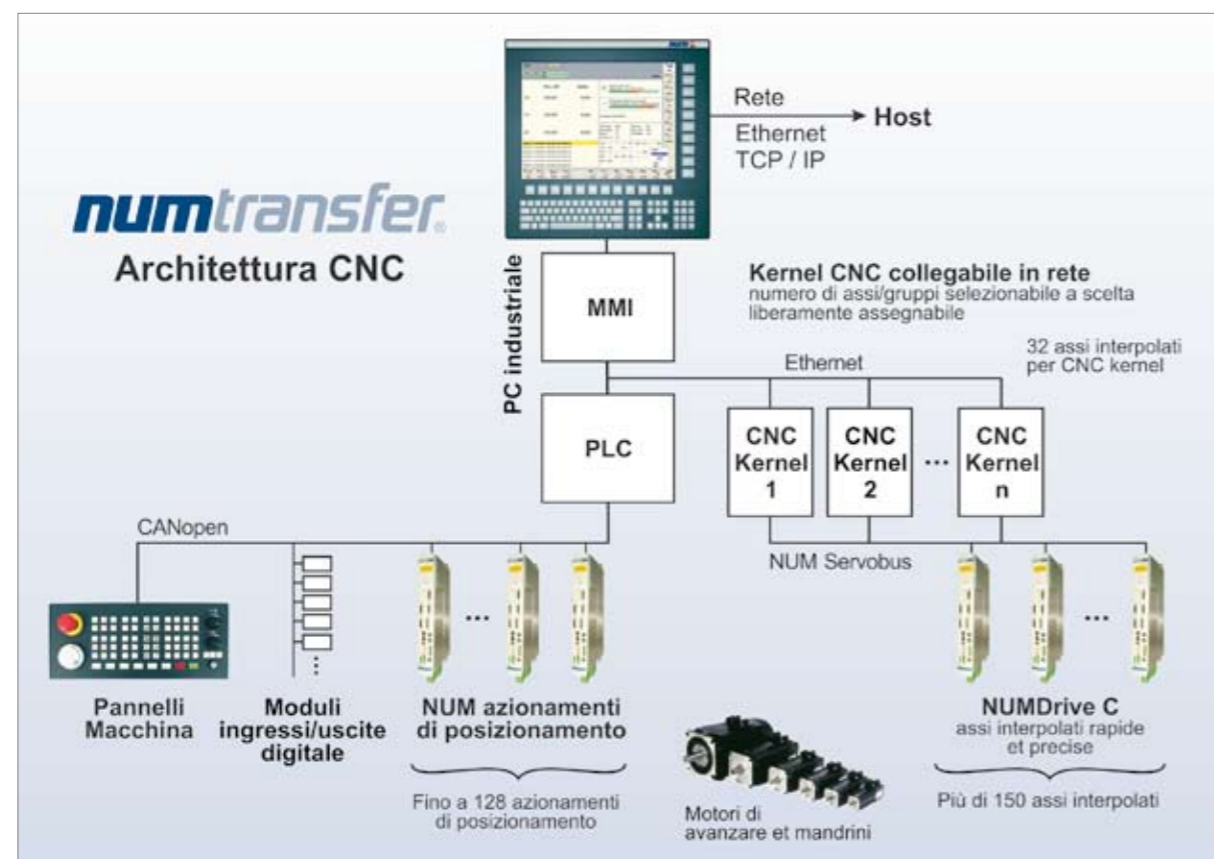 num
Rete
Host
Ethernet
TCP / IP
numtransfer®
Architettura CNC
PC industriale
MMI
Kernel CNC collegabile in rete
numero di assi/gruppi selezionabile a scelta
liberamente assegnabile
32 assi interpolati
per CNC kernel
Ethernet
PLC
CNC
Kernel
1
CNC
Kernel
2
...
CNC
Kernel
n
CANopen
NUM Servobus
...
...
Pannelli
Macchina
Moduli
ingressi/uscite
digitale
NUM azionamenti
di posizionamento
Fino a 128 azionamenti
di posizionamento
Motori di
avanzare et mandrini
NUMDrive C
assi interpolati rapide
et precise
Più di 150 assi interpolati